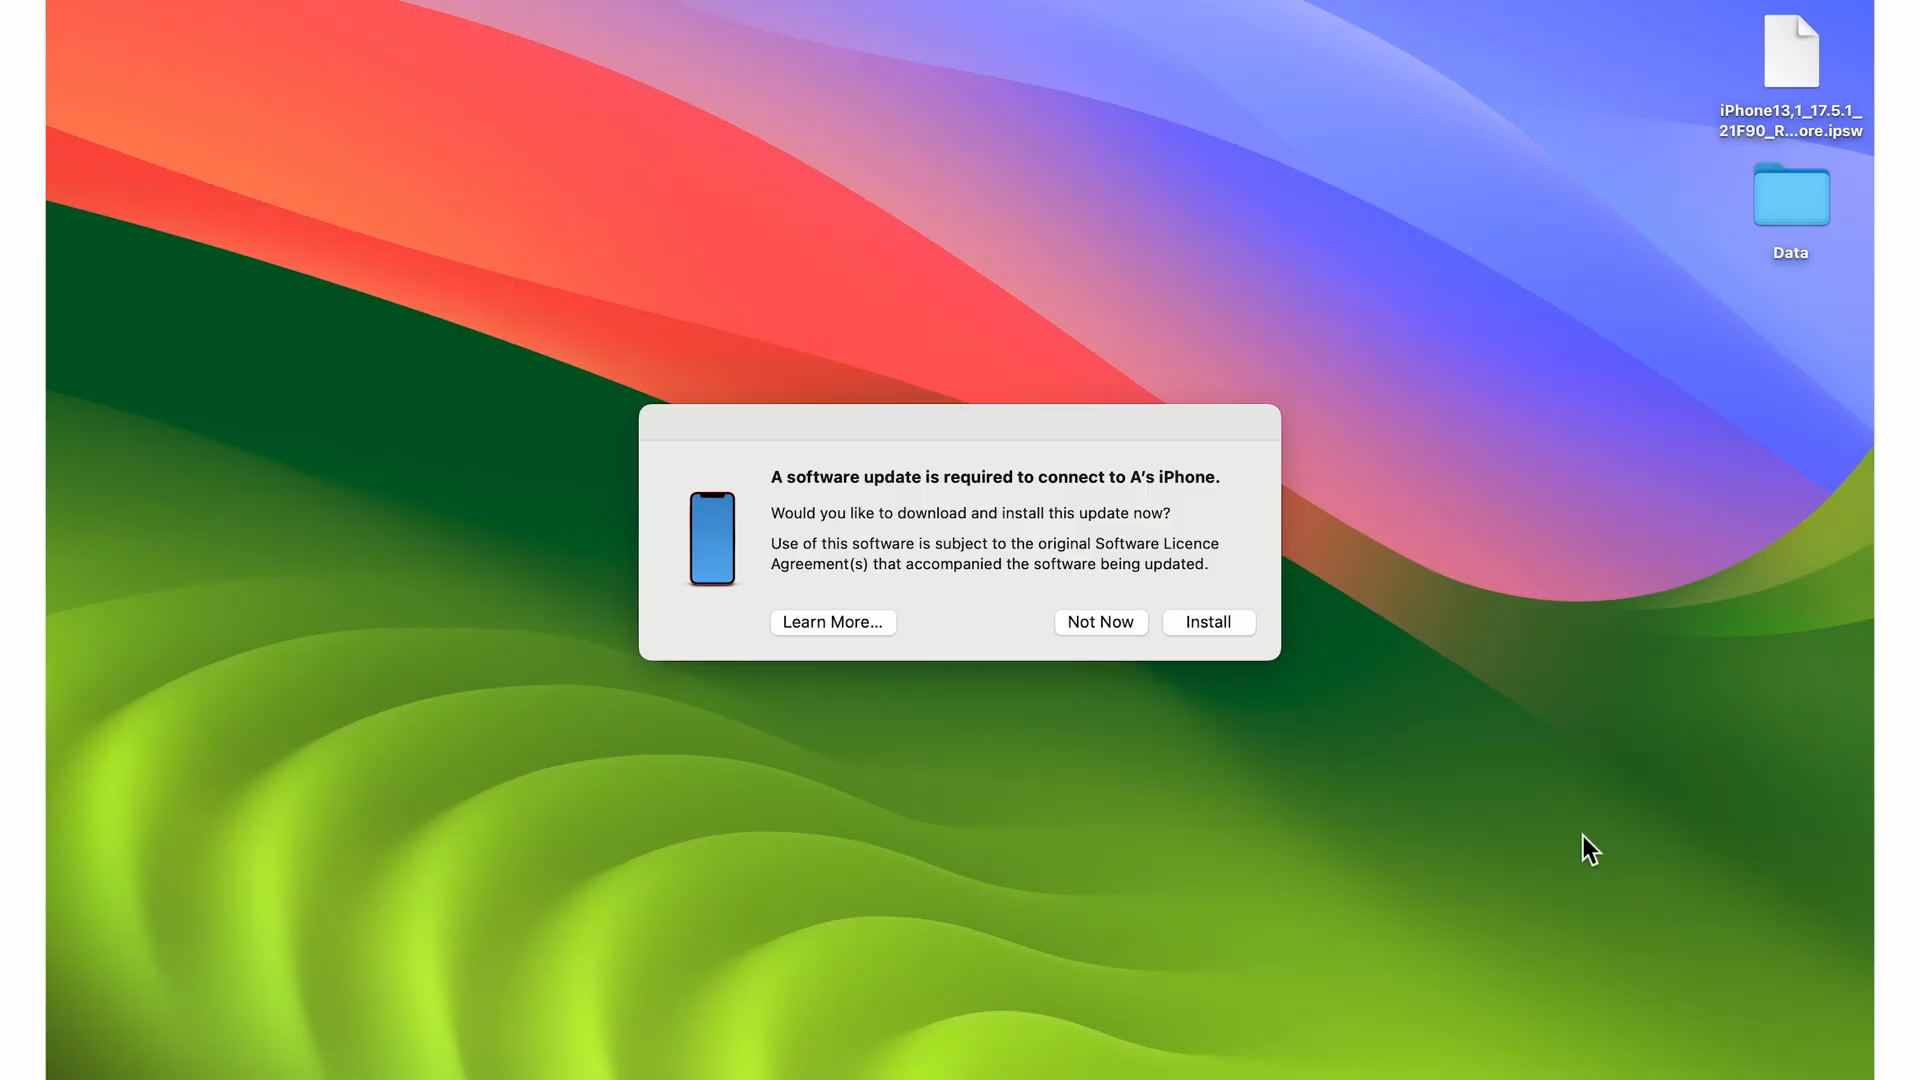 iPhone13,1_17.5.1_
21F90_R...ore.ipsw
Data
A software update is required to connect to A's iPhone.
Would you like to download and install this update now?
Use of this software is subject to the original Software Licence
Agreement(s) that accompanied the software being updated.
Learn More...
Not Now
Install